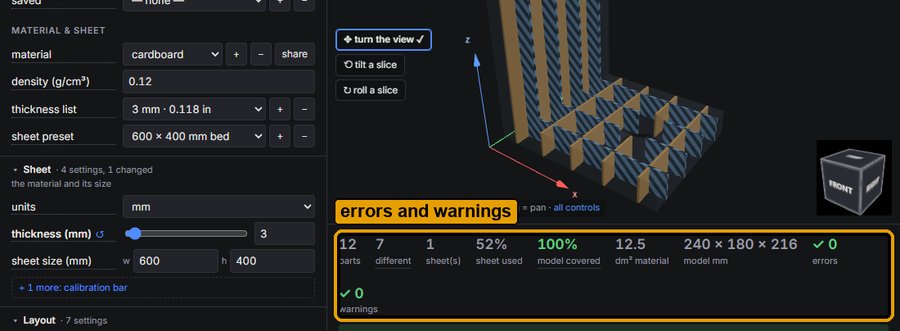 saved
— none —
+
−
MATERIAL & SHEET
material
cardboard
+
−
share
density (g/cm³)
0.12
thickness list
3 mm · 0.118 in
+
−
sheet preset
600 × 400 mm bed
+
−
Sheet · 4 settings, 1 changed
the material and its size
units
mm
thickness (mm) ↺
3
sheet size (mm)
w 600
h 400
+ 1 more: calibration bar
Layout · 7 settings
✥ turn the view ✓
⟲ tilt a slice
↻ roll a slice
z
x
FRONT
= pan · all controls
errors and warnings
12
parts
7
different
1
sheet(s)
52%
sheet used
100%
model covered
12.5
dm² material
240 × 180 × 216
model mm
✓ 0
errors
✓ 0
warnings